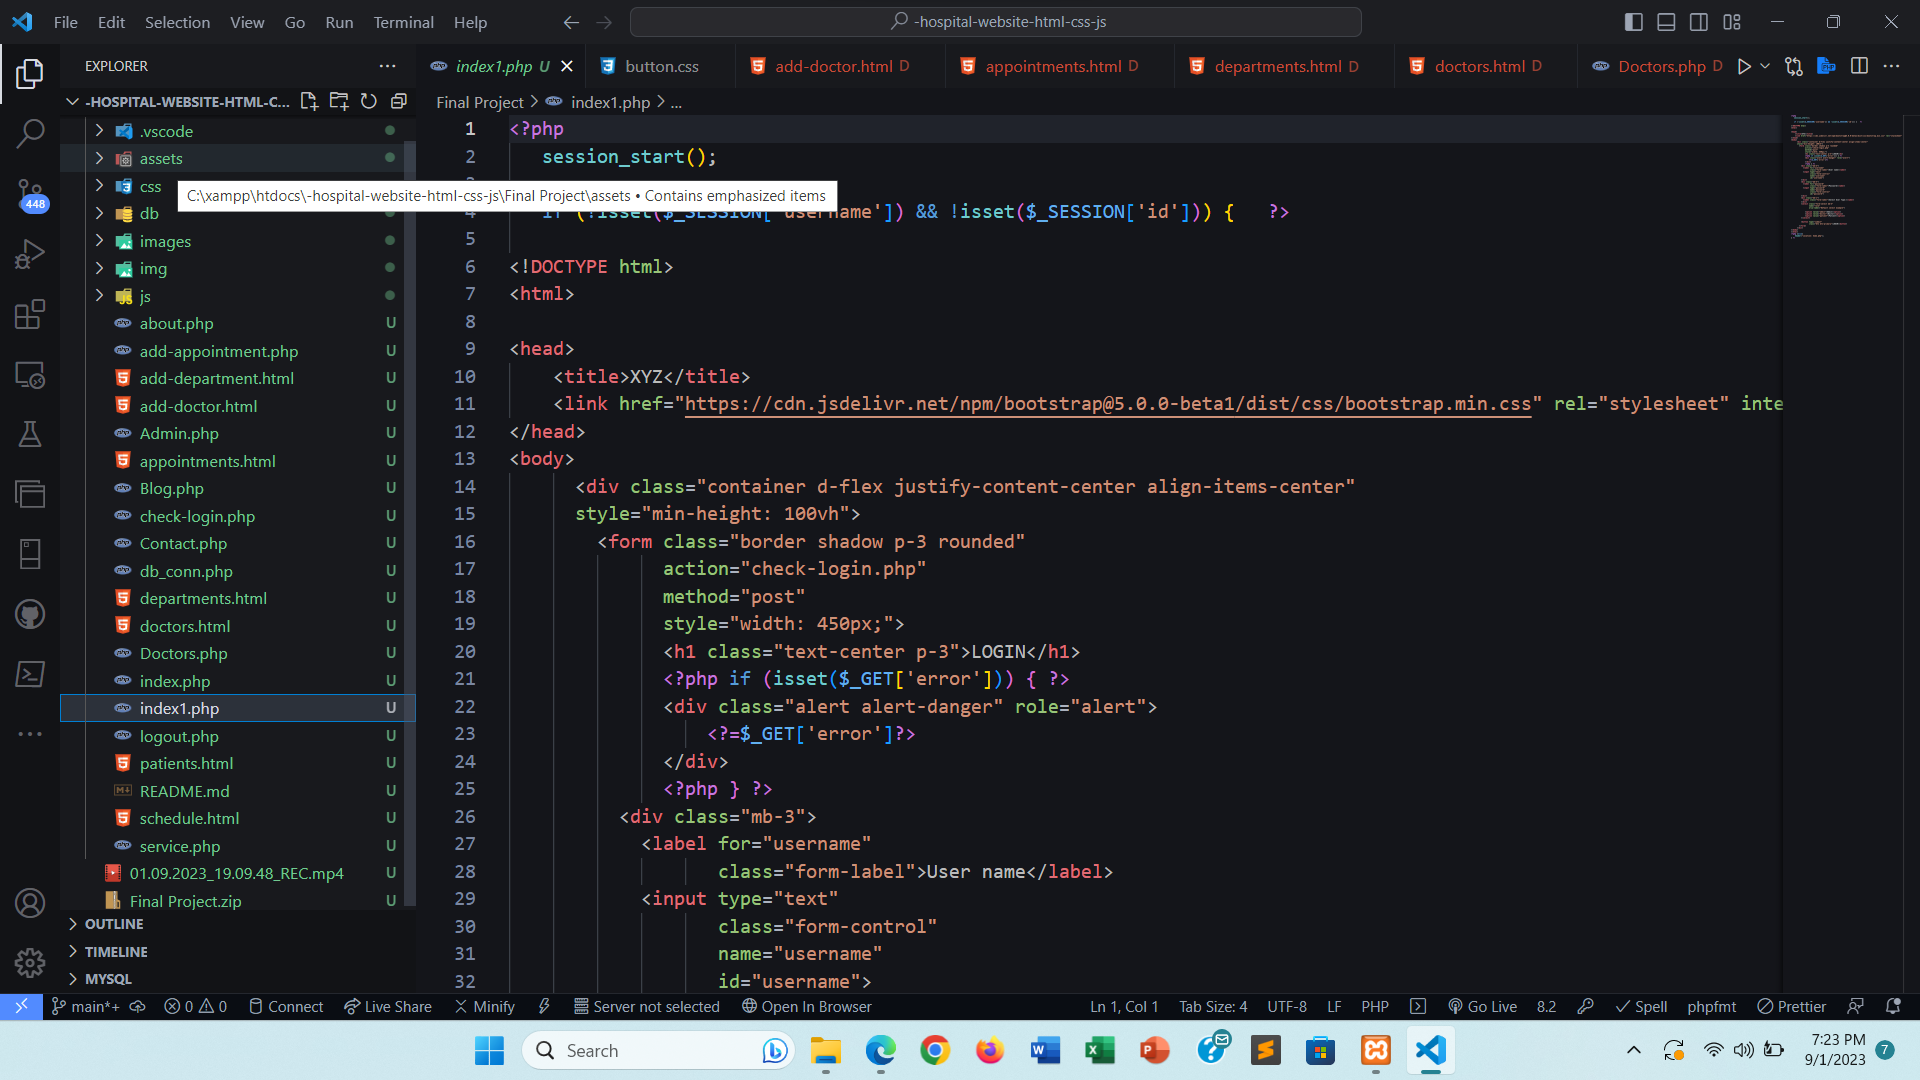 File Edit Selection View Go Run Terminal Help
-hospital-website-html-css-js
EXPLORER
index1.php U
button.css
add-doctor.html D
appointments.html D
departments.html D
doctors.html D
Doctors.php D
-HOSPITAL-WEBSITE-HTML-C...
Final Project > index1.php > ...
.vscode
assets
css
db
images
img
js
about.php U
add-appointment.php U
add-department.html U
add-doctor.html U
Admin.php U
appointments.html U
Blog.php U
check-login.php U
Contact.php U
db_conn.php U
departments.html U
doctors.html U
Doctors.php U
index.php U
index1.php U
logout.php U
patients.html U
README.md U
schedule.html U
service.php U
01.09.2023_19.09.48_REC.mp4 U
Final Project.zip U
OUTLINE
TIMELINE
MYSQL
448
C:\xampp\htdocs\-hospital-website-html-css-js\Final Project\assets • Contains emphasized items
1 <?php
2 session_start();
4 if (!isset($_SESSION['username']) && !isset($_SESSION['id'])) { ?>
5
6 <!DOCTYPE html>
7 <html>
8
9 <head>
10 <title>XYZ</title>
11 <link href="https://cdn.jsdelivr.net/npm/bootstrap@5.0.0-beta1/dist/css/bootstrap.min.css" rel="stylesheet" inte
12 </head>
13 <body>
14 <div class="container d-flex justify-content-center align-items-center"
15 style="min-height: 100vh">
16 <form class="border shadow p-3 rounded"
17 action="check-login.php"
18 method="post"
19 style="width: 450px;">
20 <h1 class="text-center p-3">LOGIN</h1>
21 <?php if (isset($_GET['error'])) { ?>
22 <div class="alert alert-danger" role="alert">
23 <?=$_GET['error']?>
24 </div>
25 <?php } ?>
26 <div class="mb-3">
27 <label for="username"
28 class="form-label">User name</label>
29 <input type="text"
30 class="form-control"
31 name="username"
32 id="username">
main*+ 0 0 Connect Live Share Minify Server not selected Open In Browser
Ln 1, Col 1 Tab Size: 4 UTF-8 LF PHP Go Live 8.2 Spell phpfmt Prettier
Search
7:23 PM
9/1/2023
7